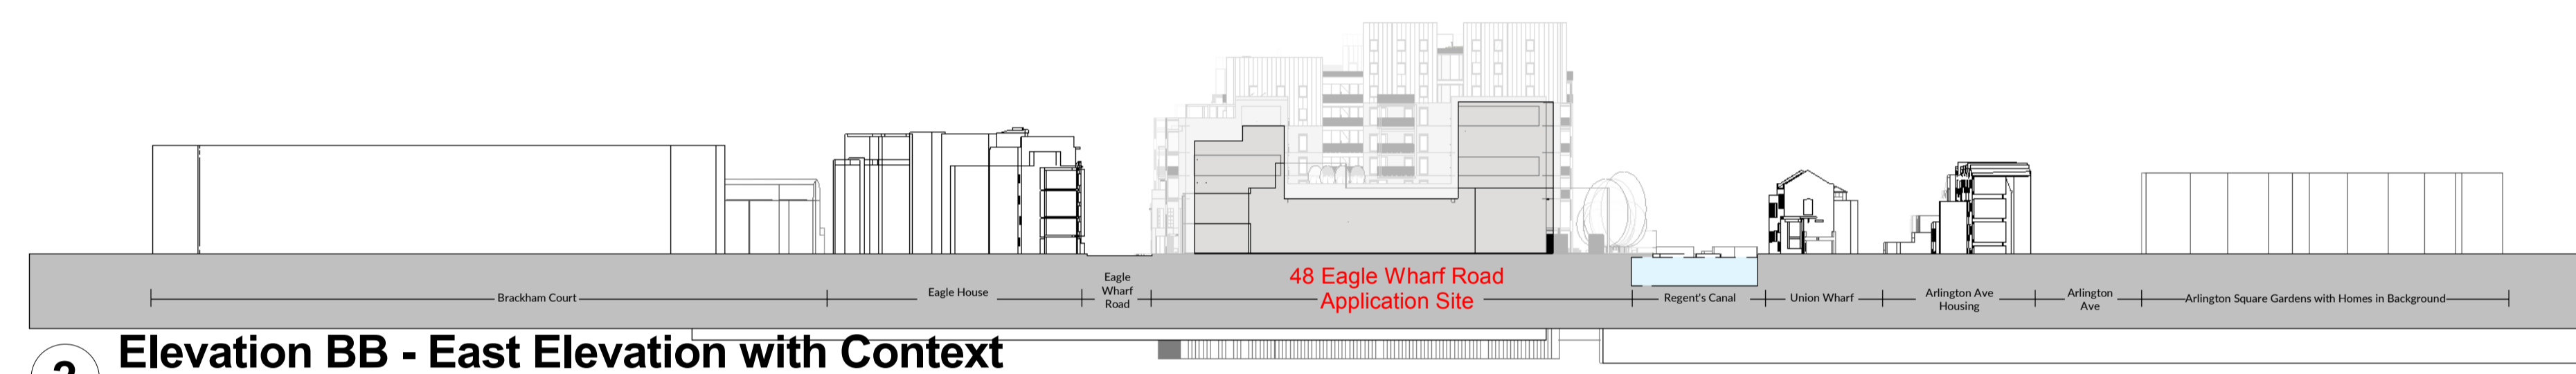 Brackham Court
Eagle House
Eagle
Wharf
Road
48 Eagle Wharf Road
Application Site
Regent's Canal
Union Wharf
Arlington Ave
Housing
Arlington
Ave
Arlington Square Gardens with Homes in Background
Elevation BB - East Elevation with Context